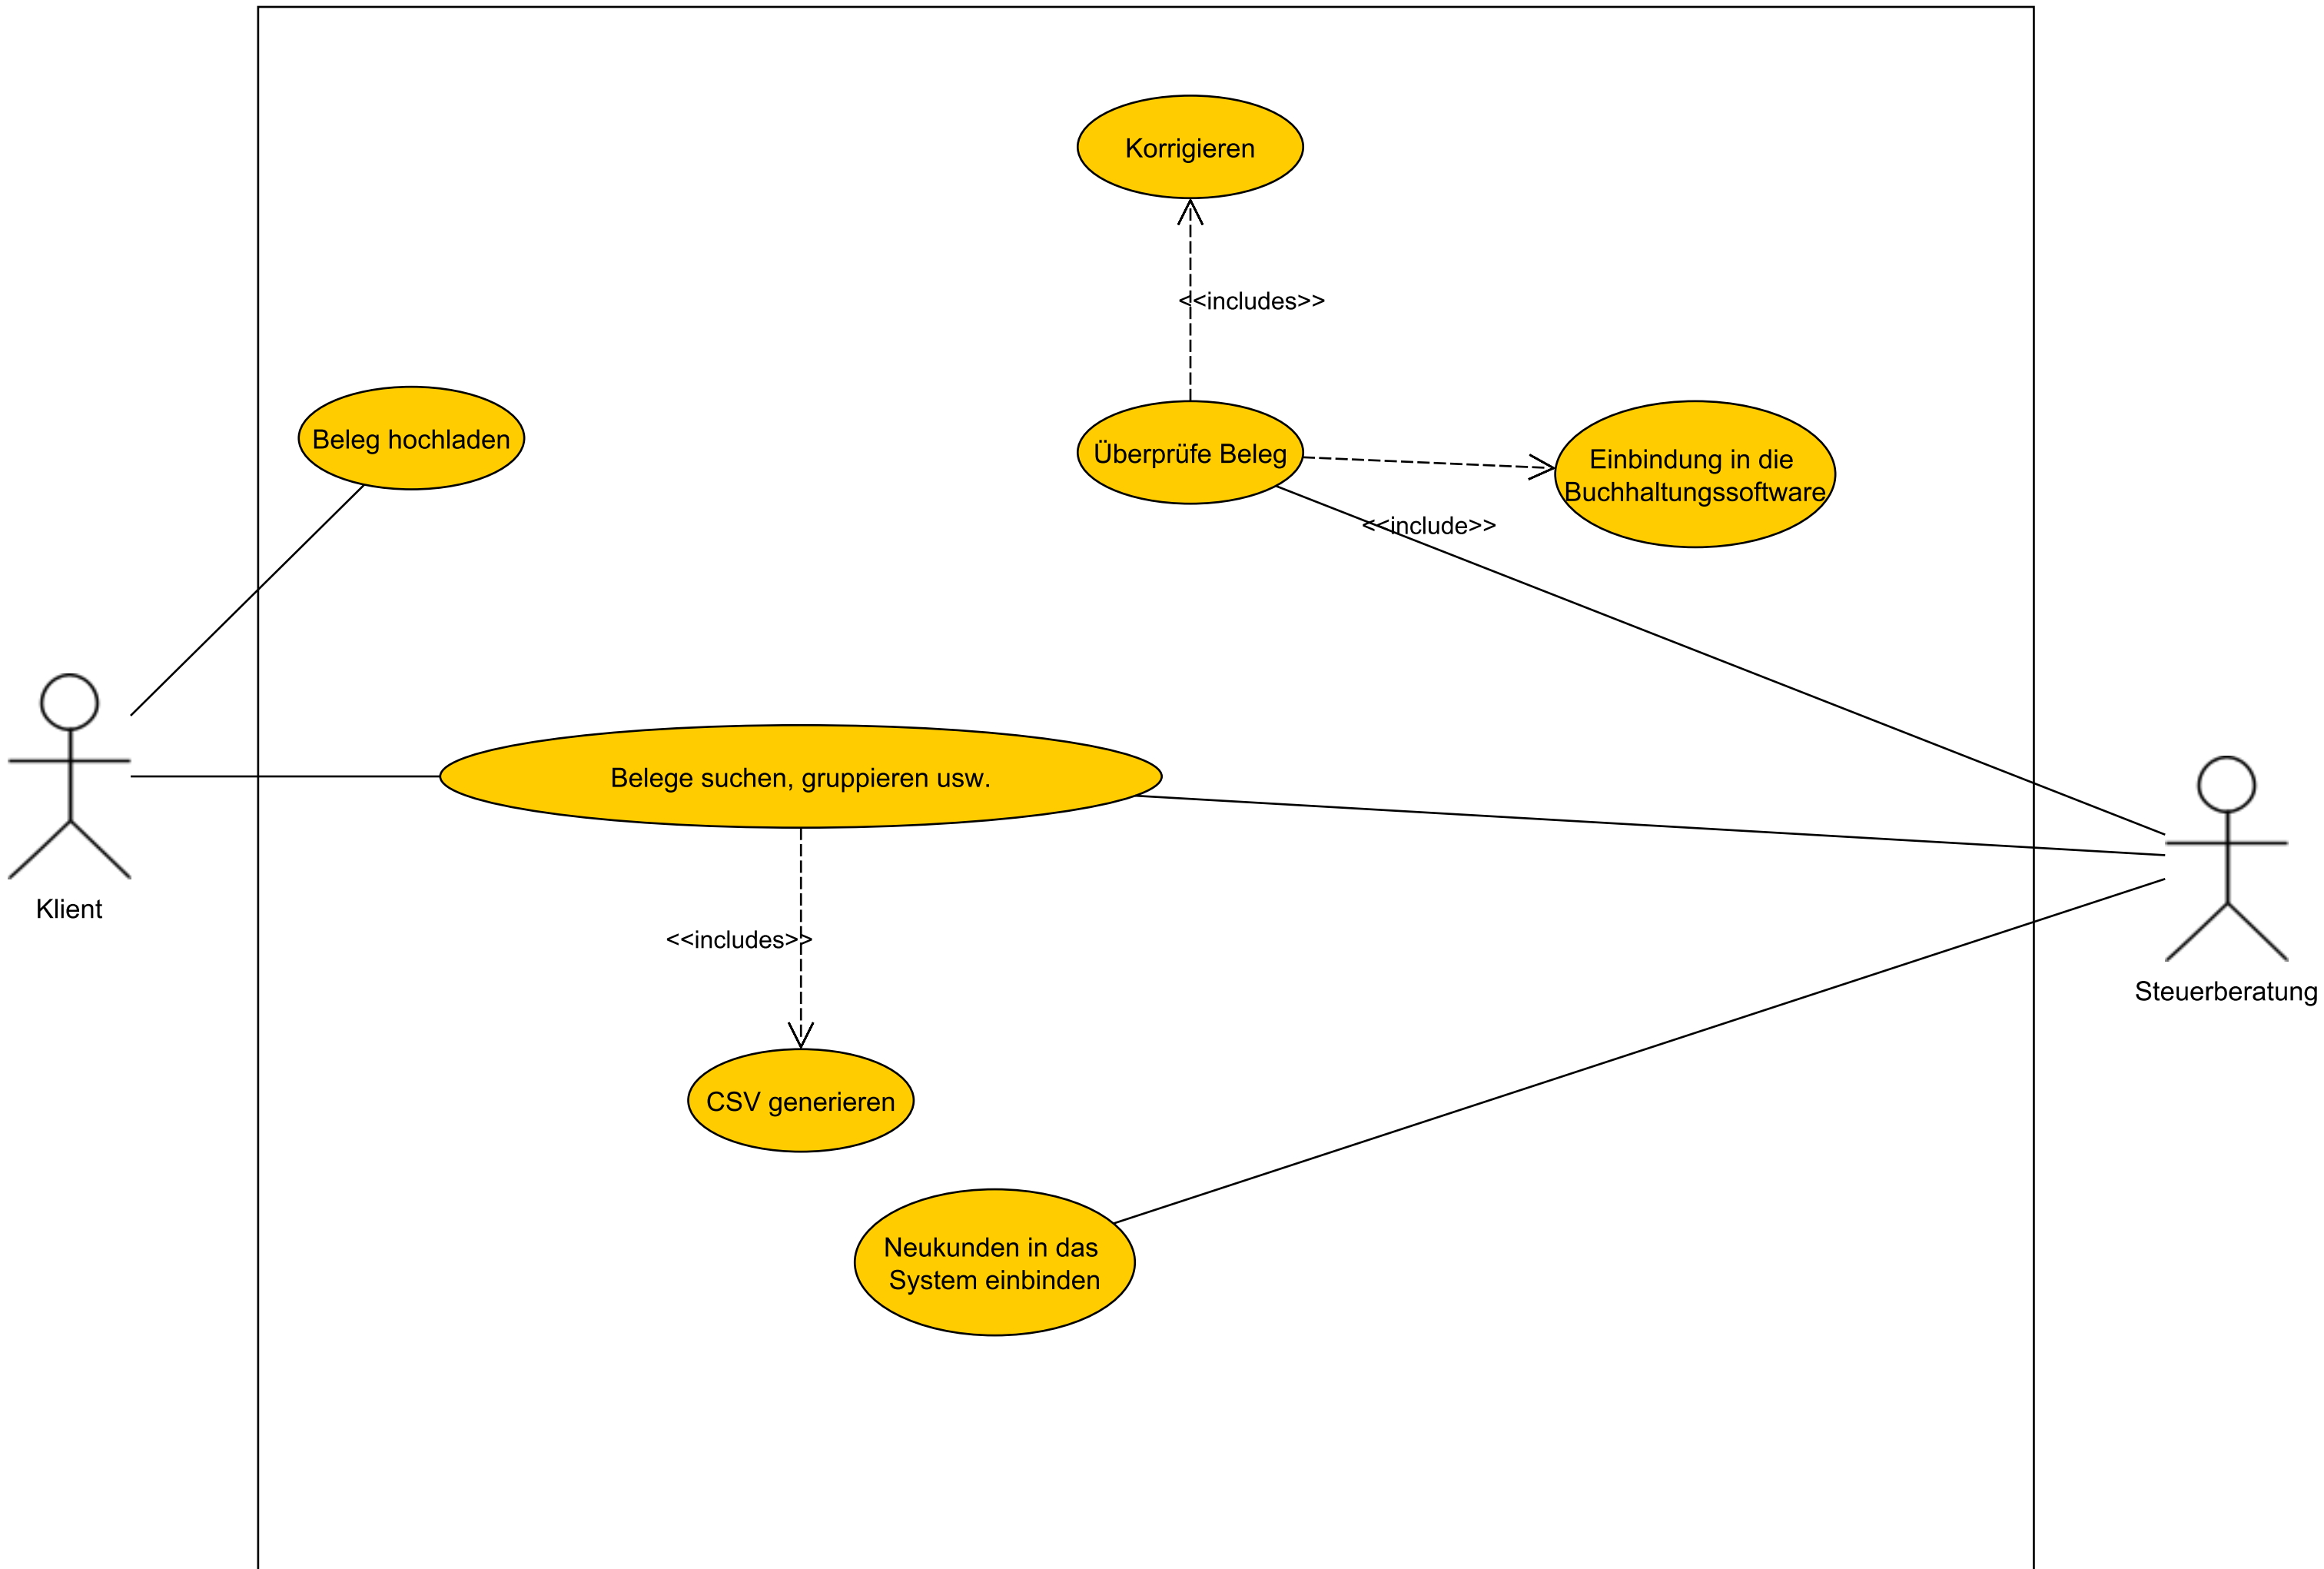 Korrigieren
<<includes>>
Beleg hochladen
Überprüfe Beleg
Einbindung in die
Buchhaltungssoftware
<<include>>
Belege suchen, gruppieren usw.
Klient
<<includes>>
Steuerberatung
CSV generieren
Neukunden in das
System einbinden